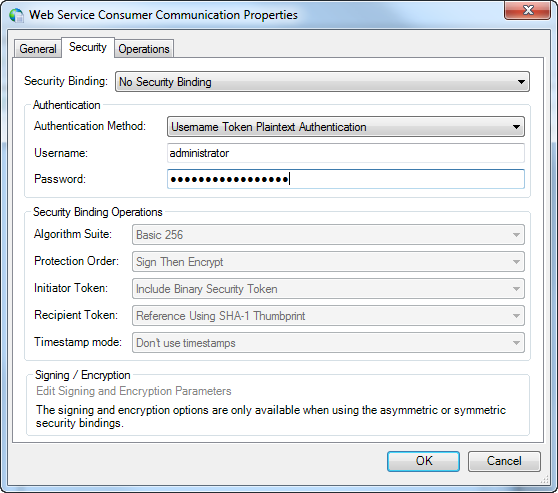 Web Service Consumer Communication Properties
General Security Operations
Security Binding: No Security Binding
Authentication
Authentication Method: Username Token Plaintext Authentication
Username: administrator
Password: ●●●●●●●●●●●●●●●●●
Security Binding Operations
Algorithm Suite: Basic 256
Protection Order: Sign Then Encrypt
Initiator Token: Include Binary Security Token
Recipient Token: Reference Using SHA-1 Thumbprint
Timestamp mode: Don't use timestamps
Signing / Encryption
Edit Signing and Encryption Parameters
The signing and encryption options are only available when using the asymmetric or symmetric
security bindings.
OK Cancel